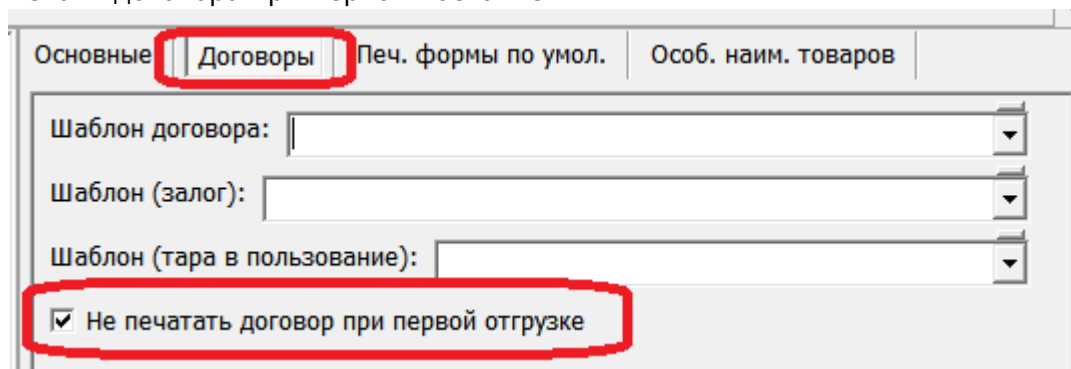 Основные Договоры Печ. формы по умол. Особ. наим. товаров
Шаблон договора:
Шаблон (залог):
Шаблон (тара в пользование):
Не печатать договор при первой отгрузке